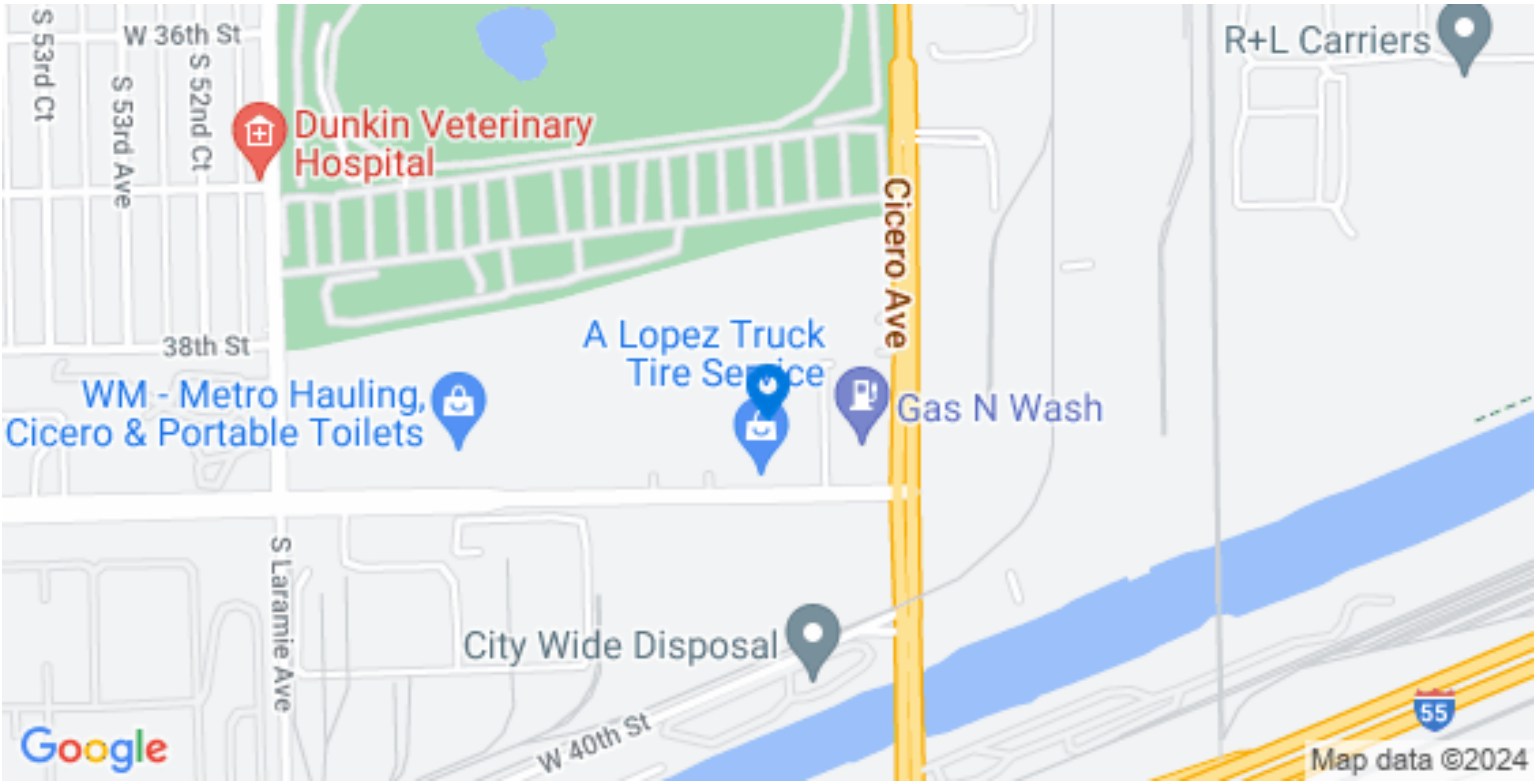 S 53rd Ct
W 36th St
S 53rd Ave
S 52nd Ct
R+L Carriers
Dunkin Veterinary
Hospital
Cicero Ave
38th St
A Lopez Truck
Tire Service
WM - Metro Hauling,
Cicero & Portable Toilets
Gas N Wash
S Laramie Ave
City Wide Disposal
W 40th St
55
Google
Map data ©2024